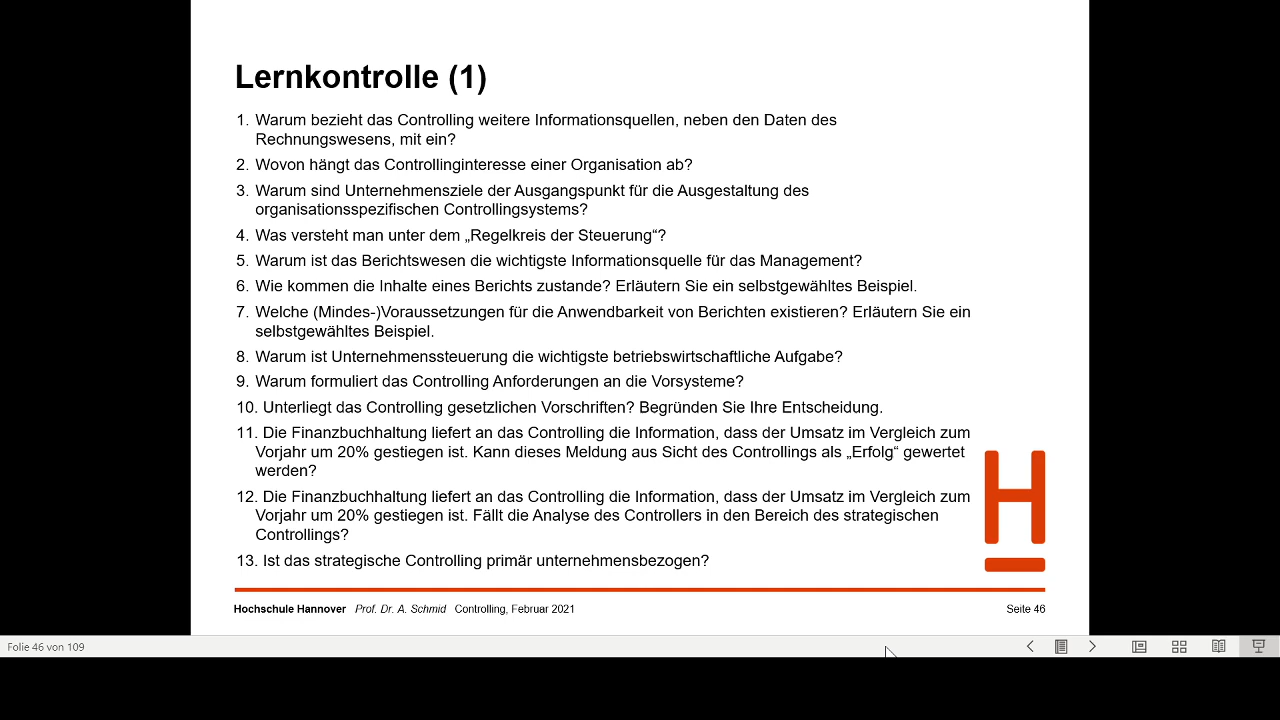 Lernkontrolle (1)
1. Warum bezieht das Controlling weitere Informationsquellen, neben den Daten des
Rechnungswesens, mit ein?
2. Wovon hängt das Controllinginteresse einer Organisation ab?
3. Warum sind Unternehmensziele der Ausgangspunkt für die Ausgestaltung des
organisationsspezifischen Controllingsystems?
4. Was versteht man unter dem „Regelkreis der Steuerung“?
5. Warum ist das Berichtswesen die wichtigste Informationsquelle für das Management?
6. Wie kommen die Inhalte eines Berichts zustande? Erläutern Sie ein selbstgewähltes Beispiel.
7. Welche (Mindes-)Voraussetzungen für die Anwendbarkeit von Berichten existieren? Erläutern Sie ein
selbstgewähltes Beispiel.
8. Warum ist Unternehmenssteuerung die wichtigste betriebswirtschaftliche Aufgabe?
9. Warum formuliert das Controlling Anforderungen an die Vorsysteme?
10. Unterliegt das Controlling gesetzlichen Vorschriften? Begründen Sie Ihre Entscheidung.
11. Die Finanzbuchhaltung liefert an das Controlling die Information, dass der Umsatz im Vergleich zum
Vorjahr um 20% gestiegen ist. Kann dieses Meldung aus Sicht des Controllings als „Erfolg“ gewertet
werden?
12. Die Finanzbuchhaltung liefert an das Controlling die Information, dass der Umsatz im Vergleich zum
Vorjahr um 20% gestiegen ist. Fällt die Analyse des Controllers in den Bereich des strategischen
Controllings?
13. Ist das strategische Controlling primär unternehmensbezogen?
H
Hochschule Hannover Prof. Dr. A. Schmid Controlling, Februar 2021 Seite 46
Folie 46 von 109